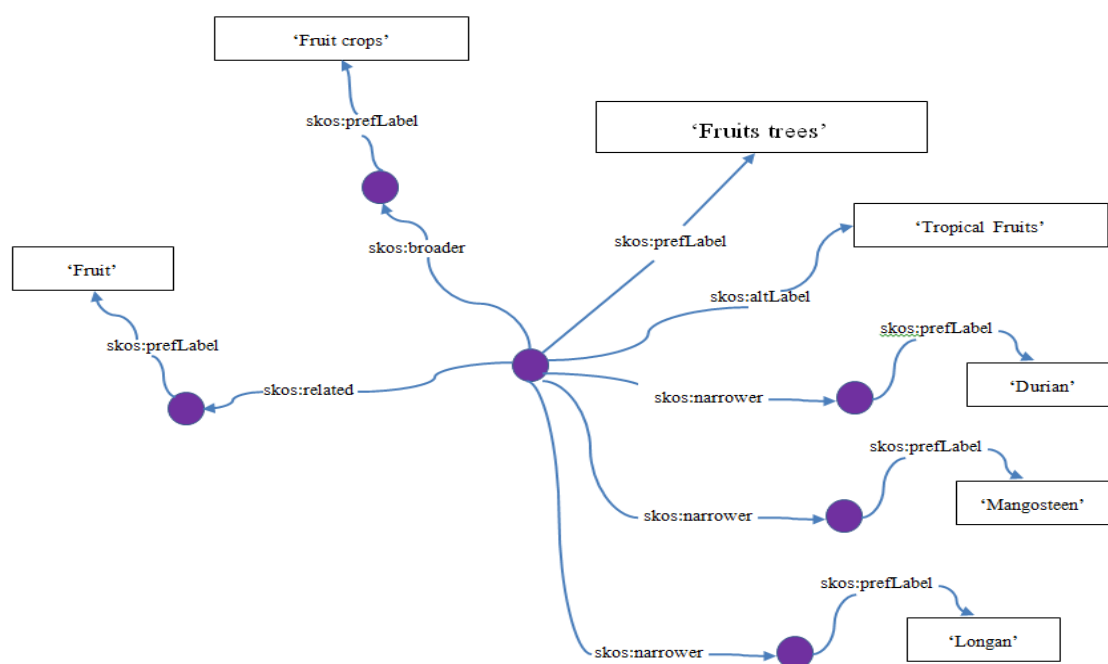 ‘Fruit crops’
skos:prefLabel
‘Fruits trees’
‘Tropical Fruits’
skos:prefLabel
skos:broader
‘Fruit’
skos:altLabel
skos:prefLabel
skos:prefLabel
skos:related
skos:narrower
‘Durian’
skos:prefLabel
‘Mangosteen’
skos:narrower
skos:prefLabel
‘Longan’
skos:narrower